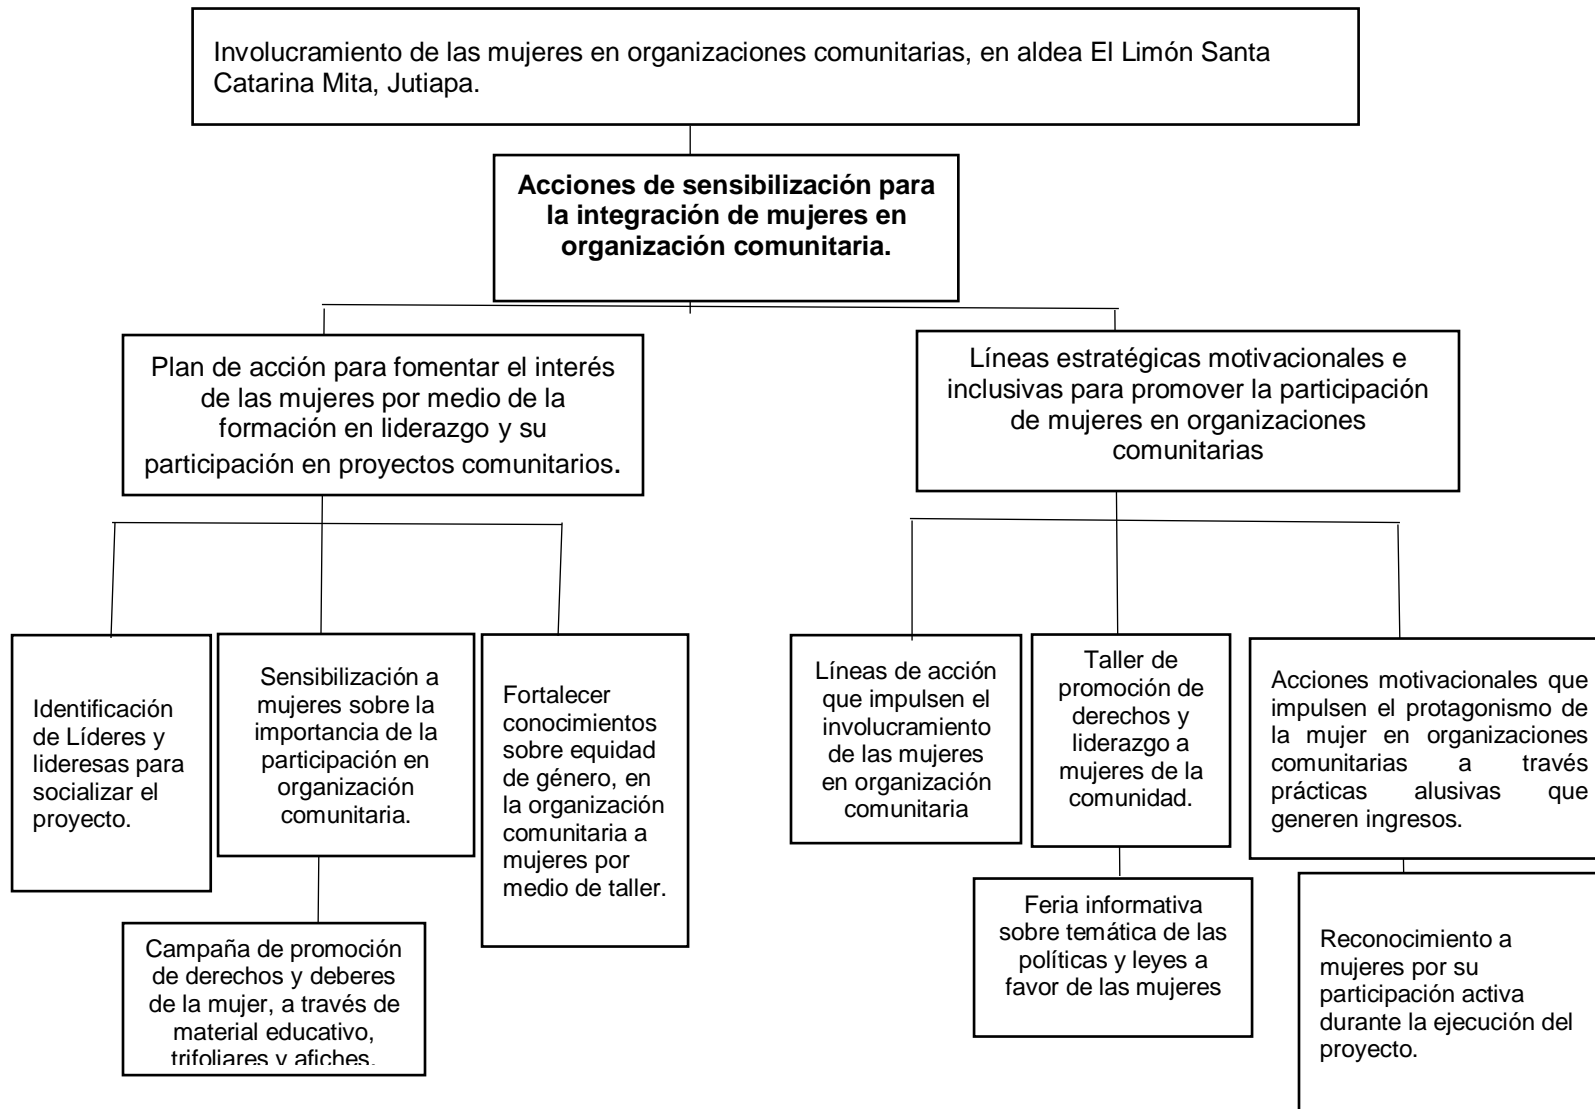 Involucramiento de las mujeres en organizaciones comunitarias, en aldea El Limón Santa
Catarina Mita, Jutiapa.
Acciones de sensibilización para
la integración de mujeres en
organización comunitaria.
Plan de acción para fomentar el interés
de las mujeres por medio de la
formación en liderazgo y su
participación en proyectos comunitarios.
Líneas estratégicas motivacionales e
inclusivas para promover la participación
de mujeres en organizaciones
comunitarias
Identificación
de Líderes y
lideresas para
socializar el
proyecto.
Sensibilización a
mujeres sobre la
importancia de la
participación en
organización
comunitaria.
Fortalecer
conocimientos
sobre equidad
de género, en
la organización
comunitaria a
mujeres por
medio de taller.
Líneas de acción
que impulsen el
involucramiento
de las mujeres
en organización
comunitaria
Taller de
promoción de
derechos y
liderazgo a
mujeres de la
comunidad.
Acciones motivacionales que
impulsen el protagonismo de
la mujer en organizaciones
comunitarias a través
prácticas alusivas que
generen ingresos.
Campaña de promoción
de derechos y deberes
de la mujer, a través de
material educativo,
trifoliares y afiches.
Feria informativa
sobre temática de las
políticas y leyes a
favor de las mujeres
Reconocimiento a
mujeres por su
participación activa
durante la ejecución del
proyecto.